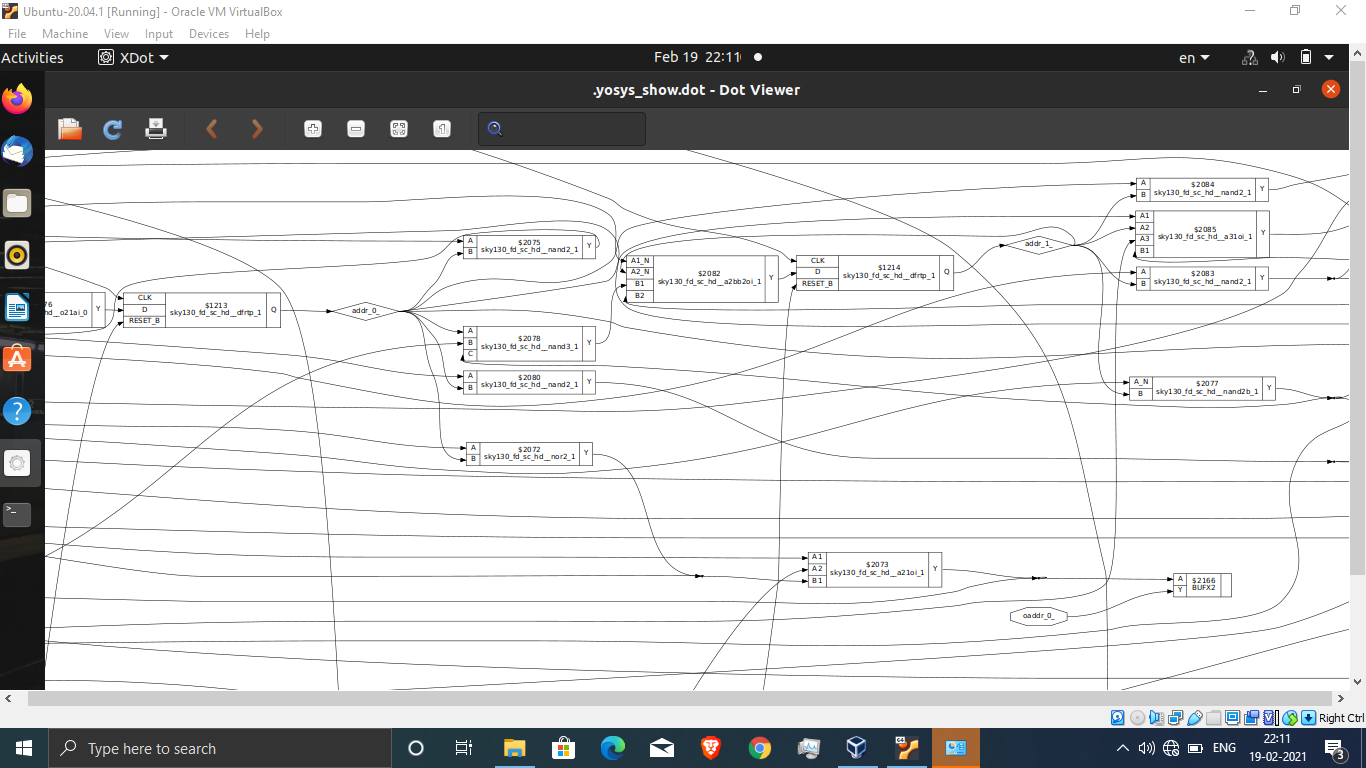 Ubuntu-20.04.1 [Running] - Oracle VM VirtualBox
File Machine View Input Devices Help
Activities XDot Feb 19 22:11 en
.yosys_show.dot - Dot Viewer
A B $2084 sky130_fd_sc_hd__nand2_1 Y
A1 A2 A3 B1 $2085 sky130_fd_sc_hd__a31oi_1 Y
addr_1_
A B $2075 sky130_fd_sc_hd__nand2_1 Y
A1_N A2_N B1 B2 $2082 sky130_fd_sc_hd__a2bb2oi_1 Y
CLK D RESET_B $1214 sky130_fd_sc_hd__dfrtp_1 Q
A B $2083 sky130_fd_sc_hd__nand2_1 Y
76 hd__o21ai_0 Y
CLK D RESET_B $1213 sky130_fd_sc_hd__dfrtp_1 Q
addr_0_
A B C $2078 sky130_fd_sc_hd__nand3_1 Y
A B $2080 sky130_fd_sc_hd__nand2_1 Y
A_N B $2077 sky130_fd_sc_hd__nand2b_1 Y
A B $2072 sky130_fd_sc_hd__nor2_1 Y
A1 A2 B1 $2073 sky130_fd_sc_hd__a21oi_1 Y
A Y $2166 BUFX2
oaddr_0_
Right Ctrl
Type here to search
ENG
22:11
19-02-2021
3